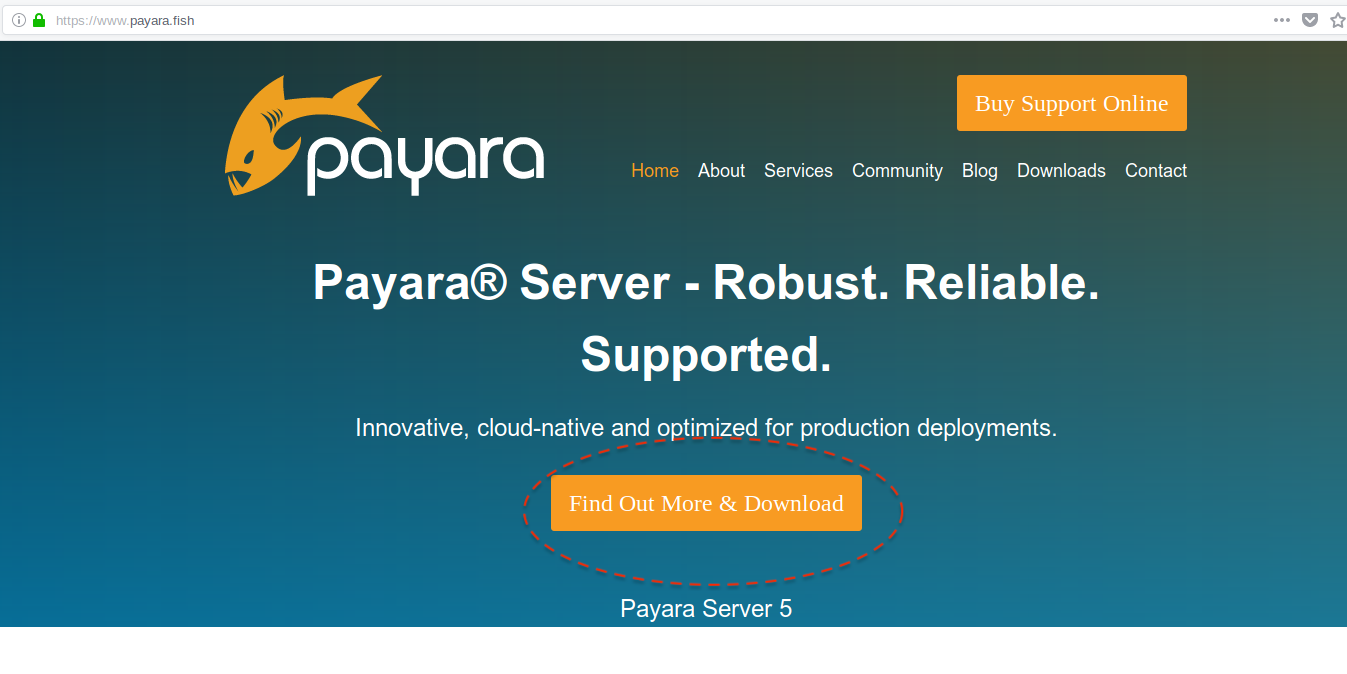 https://www.payara.fish
Buy Support Online
payara
Home About Services Community Blog Downloads Contact
Payara® Server - Robust. Reliable.
Supported.
Innovative, cloud-native and optimized for production deployments.
Find Out More & Download
Payara Server 5